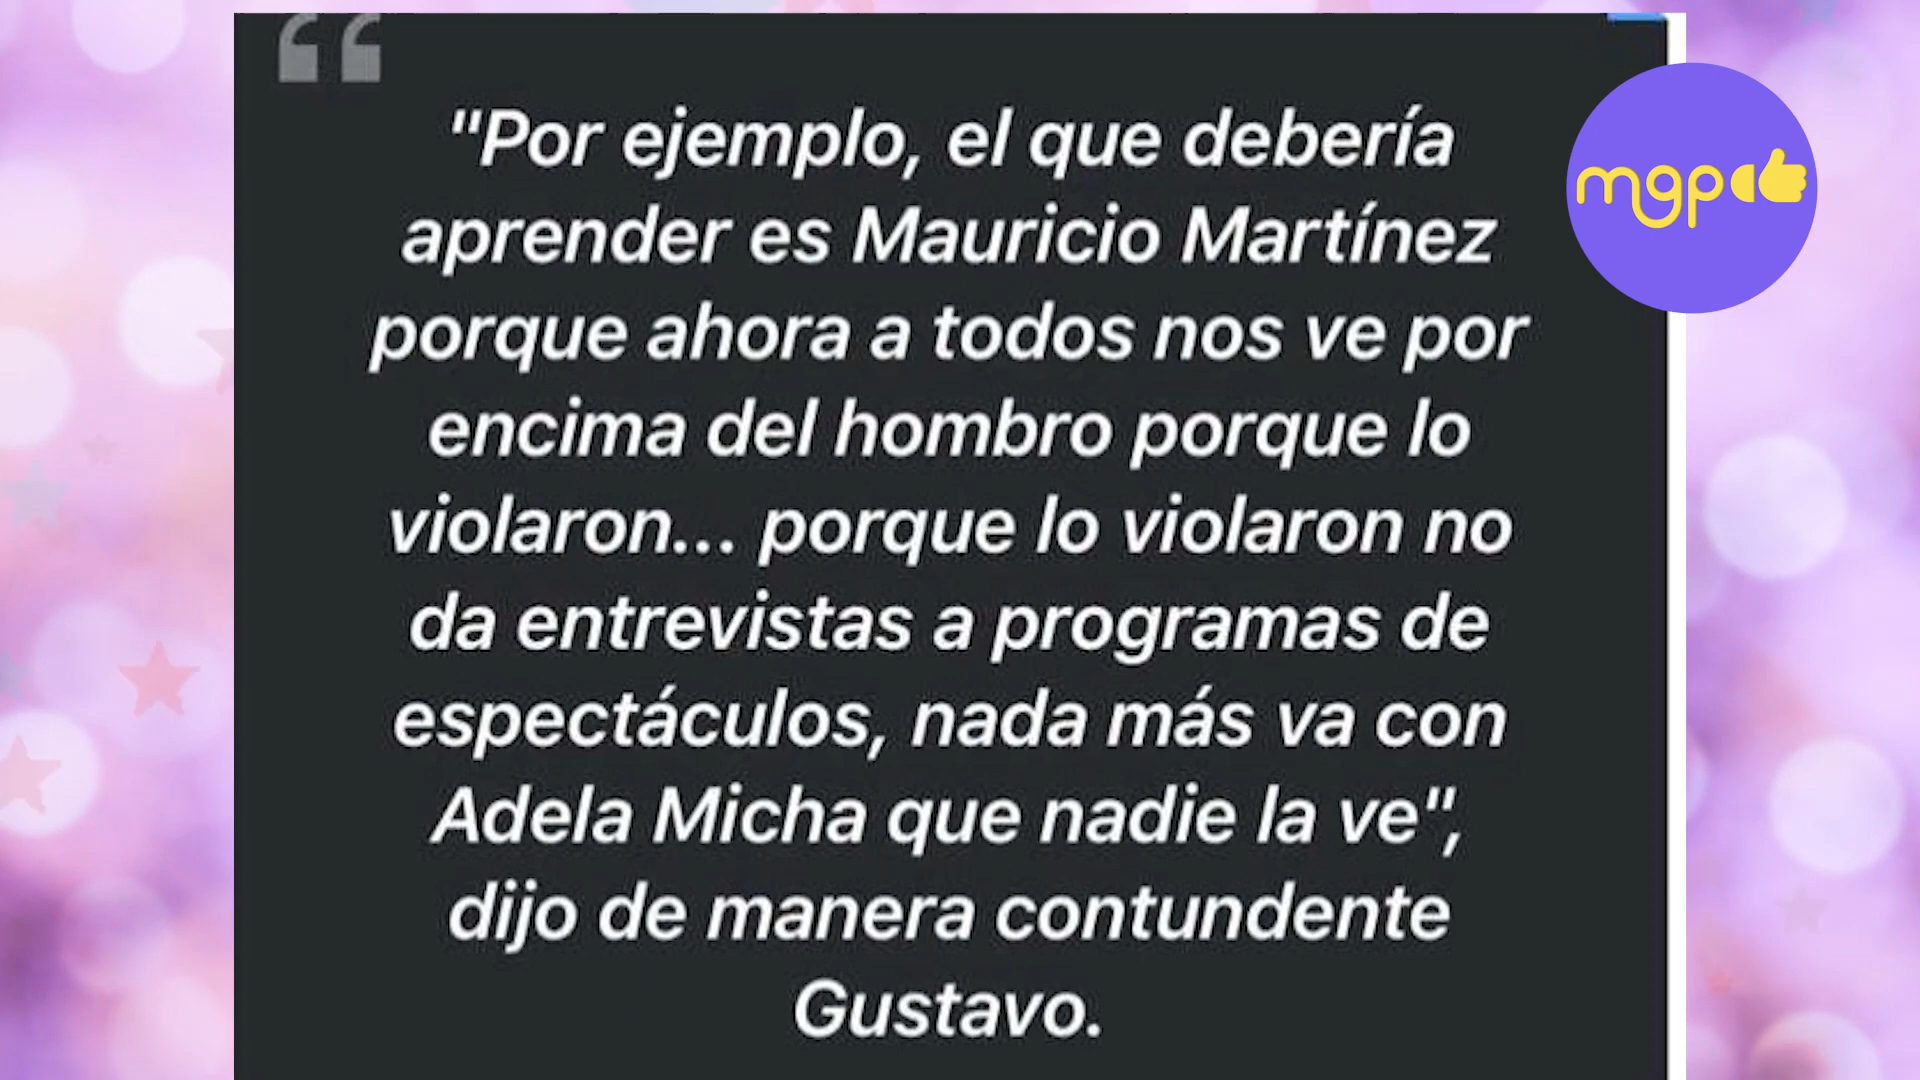 "Por ejemplo, el que debería
aprender es Mauricio Martínez
porque ahora a todos nos ve por
encima del hombro porque lo
violaron... porque lo violaron no
da entrevistas a programas de
espectáculos, nada más va con
Adela Micha que nadie la ve",
dijo de manera contundente
Gustavo.
mgp